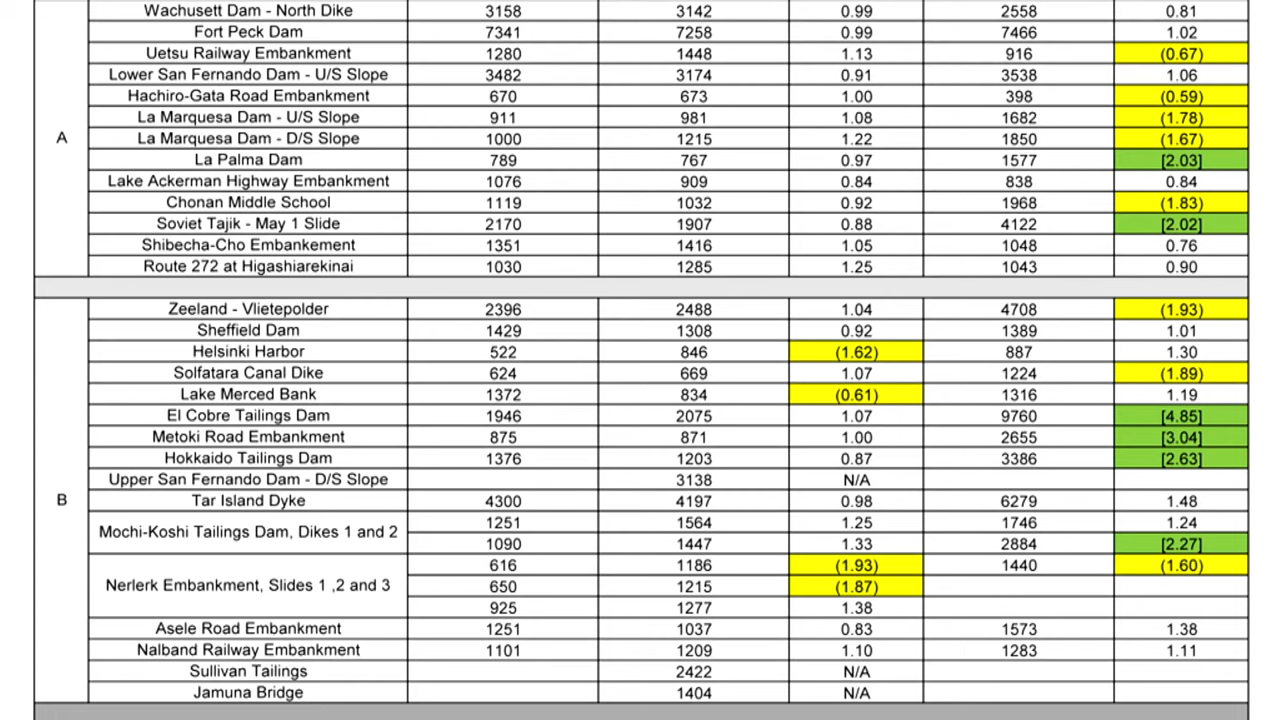 Wachusett Dam - North Dike 3158 3142 0.99 2558 0.81
Fort Peck Dam 7341 7258 0.99 7466 1.02
Uetsu Railway Embankment 1280 1448 1.13 916 (0.67)
Lower San Fernando Dam - U/S Slope 3482 3174 0.91 3538 1.06
Hachiro-Gata Road Embankment 670 673 1.00 398 (0.59)
La Marquesa Dam - U/S Slope 911 981 1.08 1682 (1.78)
A La Marquesa Dam - D/S Slope 1000 1215 1.22 1850 (1.67)
La Palma Dam 789 767 0.97 1577 [2.03]
Lake Ackerman Highway Embankment 1076 909 0.84 838 0.84
Chonan Middle School 1119 1032 0.92 1968 (1.83)
Soviet Tajik - May 1 Slide 2170 1907 0.88 4122 [2.02]
Shibecha-Cho Embankement 1351 1416 1.05 1048 0.76
Route 272 at Higashiarekinai 1030 1285 1.25 1043 0.90
Zeeland - Vlietepolder 2396 2488 1.04 4708 (1.93)
Sheffield Dam 1429 1308 0.92 1389 1.01
Helsinki Harbor 522 846 (1.62) 887 1.30
Solfatara Canal Dike 624 669 1.07 1224 (1.89)
Lake Merced Bank 1372 834 (0.61) 1316 1.19
El Cobre Tailings Dam 1946 2075 1.07 9760 [4.85]
Metoki Road Embankment 875 871 1.00 2655 [3.04]
Hokkaido Tailings Dam 1376 1203 0.87 3386 [2.63]
Upper San Fernando Dam - D/S Slope 3138 N/A
B Tar Island Dyke 4300 4197 0.98 6279 1.48
Mochi-Koshi Tailings Dam, Dikes 1 and 2 1251 1564 1.25 1746 1.24
1090 1447 1.33 2884 [2.27]
616 1186 (1.93) 1440 (1.60)
Nerlerk Embankment, Slides 1 ,2 and 3 650 1215 (1.87)
925 1277 1.38
Asele Road Embankment 1251 1037 0.83 1573 1.38
Nalband Railway Embankment 1101 1209 1.10 1283 1.11
Sullivan Tailings 2422 N/A
Jamuna Bridge 1404 N/A